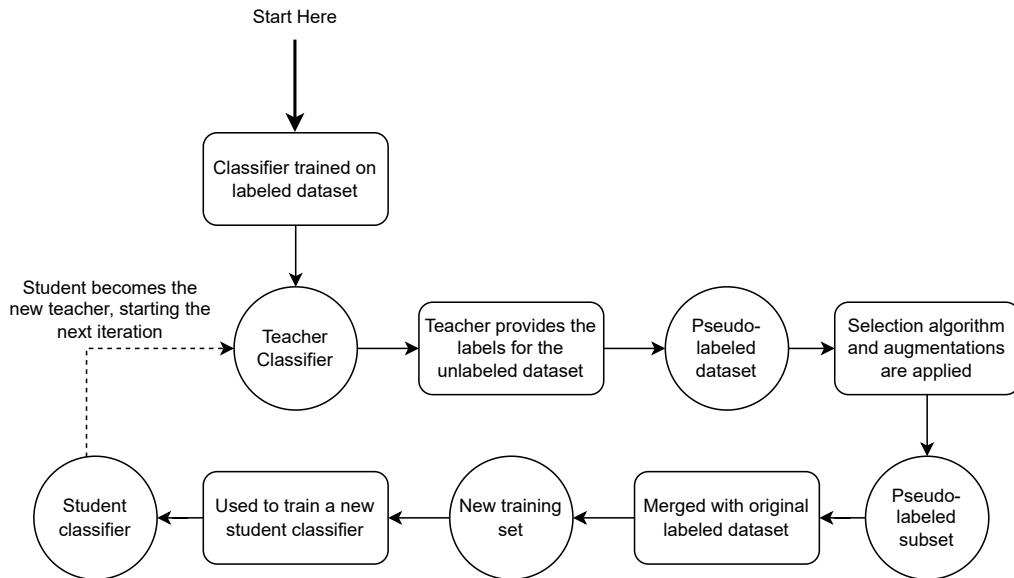 Start Here
Classifier trained on
labeled dataset
Student becomes the
new teacher, starting the
next iteration
Teacher
Classifier
Teacher provides the
labels for the
unlabeled dataset
Pseudo-
labeled
dataset
Selection algorithm
and augmentations
are applied
Pseudo-
labeled
subset
Merged with original
labeled dataset
New training
set
Used to train a new
student classifier
Student
classifier